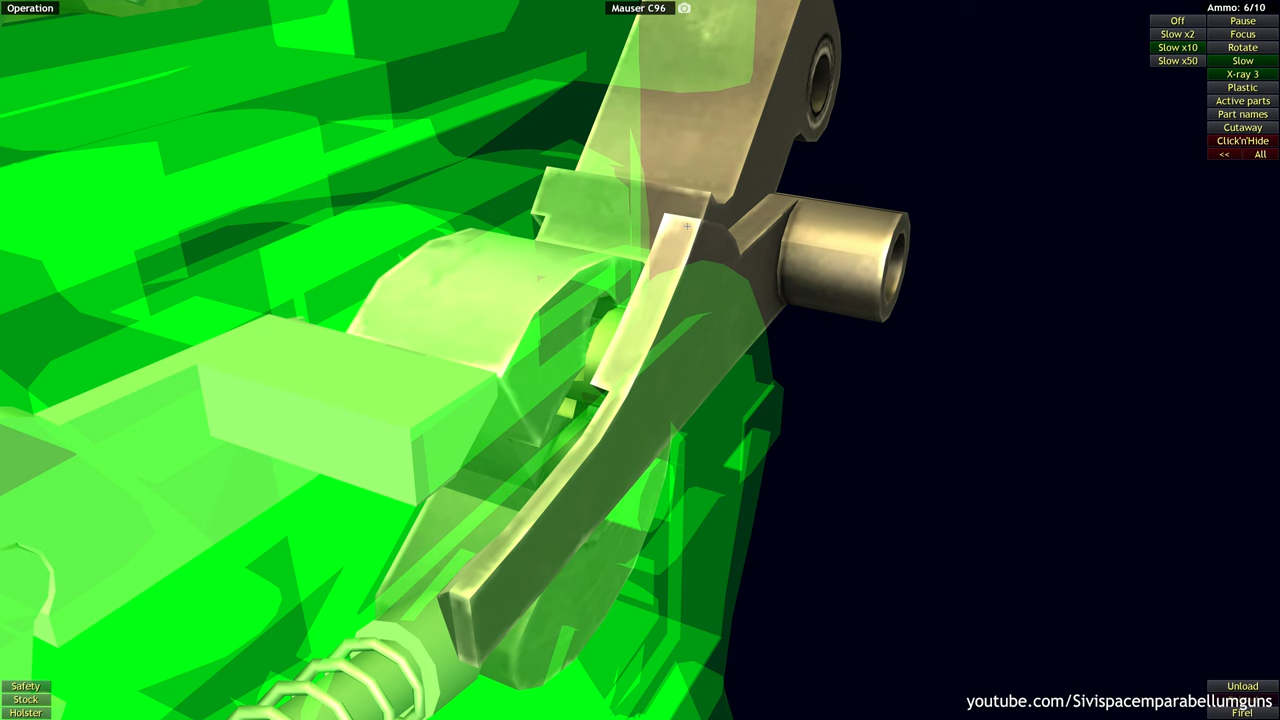 Operation
Mauser C96
Ammo: 6/10
Off Pause
Slow x2 Focus
Slow x10 Rotate
Slow x50 Slow
X-ray 3
Plastic
Active parts
Part names
Cutaway
Click'n'Hide
<< All
Safety
Stock
Holster
Unload
youtube.com/Sivispacemparabellumguns
Fire!